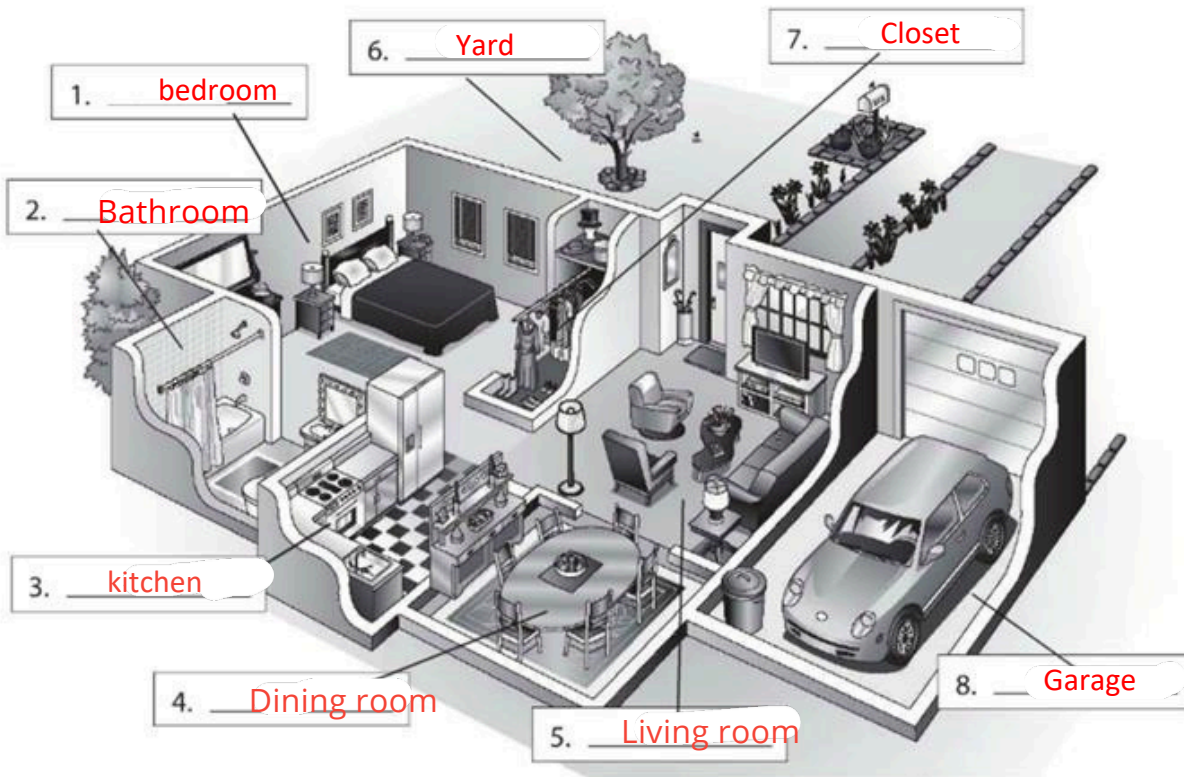 1. bedroom
2. Bathroom
3. kitchen
4. Dining room
5. Living room
6. Yard
7. Closet
8. Garage